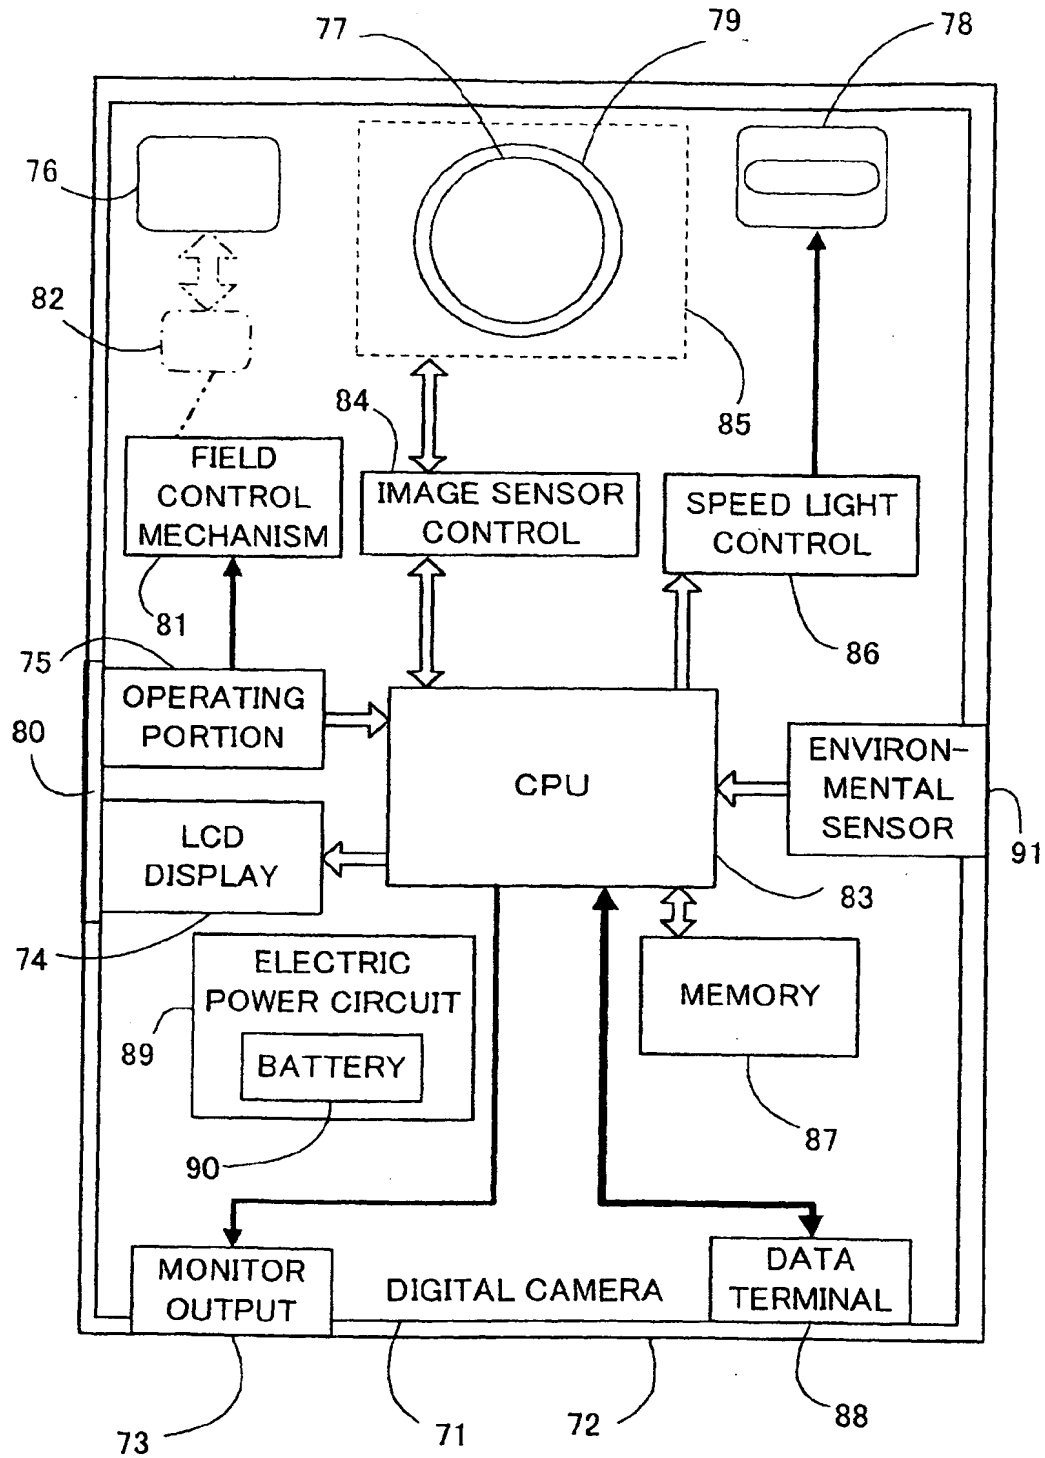 77
79
78
76
82
84
85
FIELD
CONTROL
MECHANISM
IMAGE SENSOR
CONTROL
SPEED LIGHT
CONTROL
81
86
75
OPERATING
PORTION
80
CPU
ENVIRON-
MENTAL
SENSOR
91
LCD
DISPLAY
83
74
ELECTRIC
POWER CIRCUIT
MEMORY
89
BATTERY
87
90
MONITOR
OUTPUT
DIGITAL CAMERA
DATA
TERMINAL
73
71
72
88